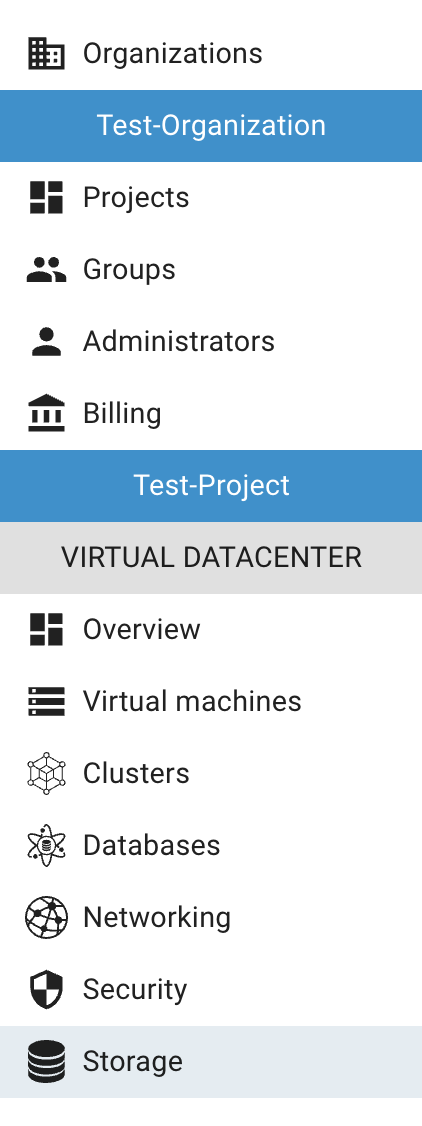 Organizations
Test-Organization
Projects
Groups
Administrators
Billing
Test-Project
VIRTUAL DATACENTER
Overview
Virtual machines
Clusters
Databases
Networking
Security
Storage